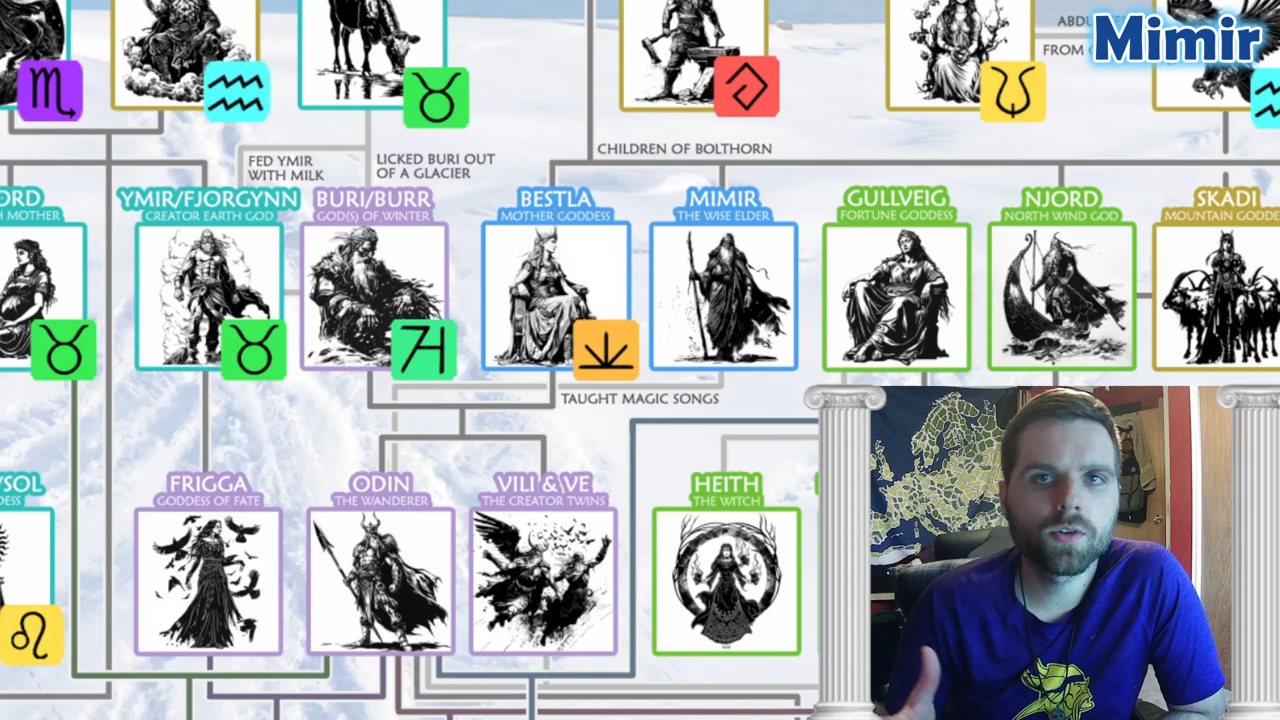 Mimir
ABDU
FROM
CHILDREN OF BOLTHORN
FED YMIR
WITH MILK
LICKED BURI OUT
OF A GLACIER
ORD
H MOTHER
YMIR/FJORGYNN
CREATOR EARTH GOD
BURI/BURR
GOD(S) OF WINTER
BESTLA
MOTHER GODDESS
MIMIR
THE WISE ELDER
GULLVEIG
FORTUNE GODDESS
NJORD
NORTH WIND GOD
SKADI
MOUNTAIN GODDE
TAUGHT MAGIC SONGS
/SOL
DESS
FRIGGA
GODDESS OF FATE
ODIN
THE WANDERER
VILI & VE
THE CREATOR TWINS
HEITH
THE WITCH